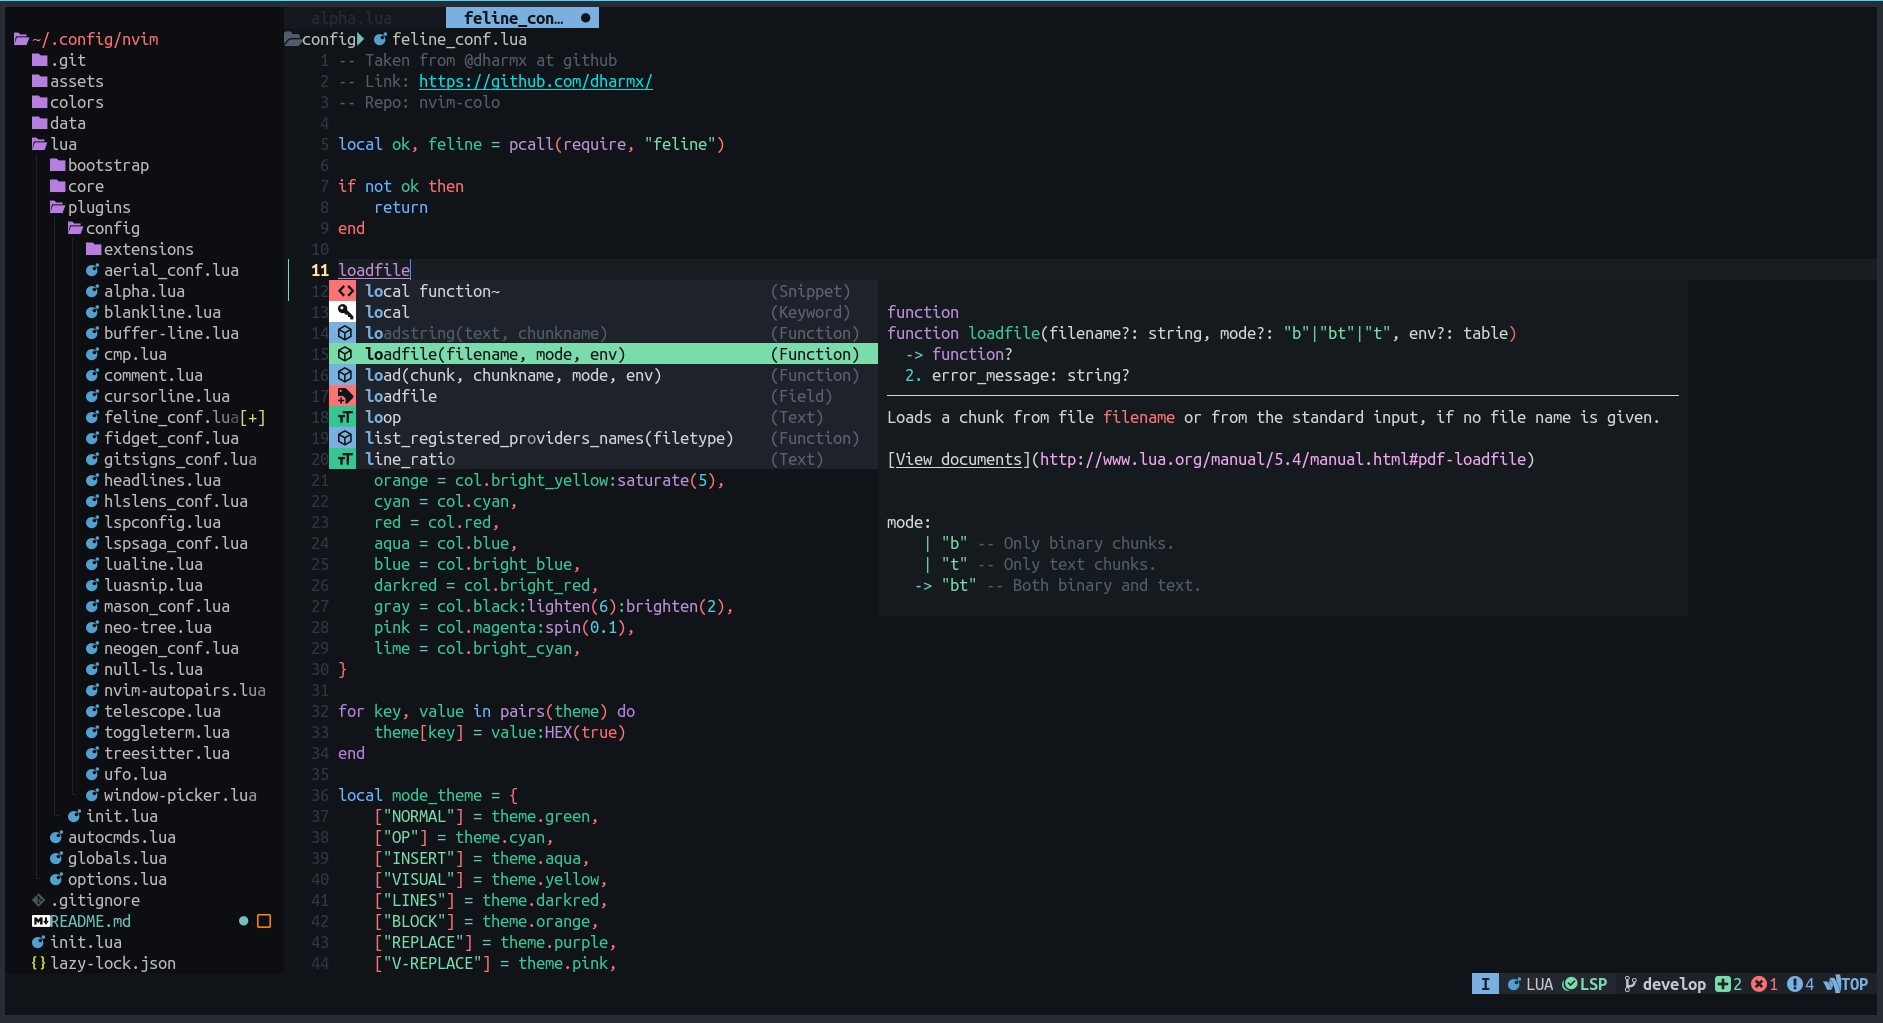 alpha.lua
feline_con…
~/.config/nvim
.git
assets
colors
data
lua
bootstrap
core
plugins
config
extensions
aerial_conf.lua
alpha.lua
blankline.lua
buffer-line.lua
cmp.lua
comment.lua
cursorline.lua
feline_conf.lua[+]
fidget_conf.lua
gitsigns_conf.lua
headlines.lua
hlslens_conf.lua
lspconfig.lua
lspsaga_conf.lua
lualine.lua
luasnip.lua
mason_conf.lua
neo-tree.lua
neogen_conf.lua
null-ls.lua
nvim-autopairs.lua
telescope.lua
toggleterm.lua
treesitter.lua
ufo.lua
window-picker.lua
init.lua
autocmds.lua
globals.lua
options.lua
.gitignore
README.md
init.lua
lazy-lock.json
config feline_conf.lua
1 -- Taken from @dharmx at github
2 -- Link: https://github.com/dharmx/
3 -- Repo: nvim-colo
4
5 local ok, feline = pcall(require, "feline")
6
7 if not ok then
8 return
9 end
10
11 loadfile
12 local function~ (Snippet)
13 local (Keyword)
14 loadstring(text, chunkname) (Function)
15 loadfile(filename, mode, env) (Function)
16 load(chunk, chunkname, mode, env) (Function)
17 loadfile (Field)
18 loop (Text)
19 list_registered_providers_names(filetype) (Function)
20 line_ratio (Text)
21 orange = col.bright_yellow:saturate(5),
22 cyan = col.cyan,
23 red = col.red,
24 aqua = col.blue,
25 blue = col.bright_blue,
26 darkred = col.bright_red,
27 gray = col.black:lighten(6):brighten(2),
28 pink = col.magenta:spin(0.1),
29 lime = col.bright_cyan,
30 }
31
32 for key, value in pairs(theme) do
33 theme[key] = value:HEX(true)
34 end
35
36 local mode_theme = {
37 ["NORMAL"] = theme.green,
38 ["OP"] = theme.cyan,
39 ["INSERT"] = theme.aqua,
40 ["VISUAL"] = theme.yellow,
41 ["LINES"] = theme.darkred,
42 ["BLOCK"] = theme.orange,
43 ["REPLACE"] = theme.purple,
44 ["V-REPLACE"] = theme.pink,
function
function loadfile(filename?: string, mode?: "b"|"bt"|"t", env?: table)
-> function?
2. error_message: string?
Loads a chunk from file filename or from the standard input, if no file name is given.
[View documents](http://www.lua.org/manual/5.4/manual.html#pdf-loadfile)
mode:
| "b" -- Only binary chunks.
| "t" -- Only text chunks.
-> "bt" -- Both binary and text.
I LUA LSP develop 2 1 4 TOP